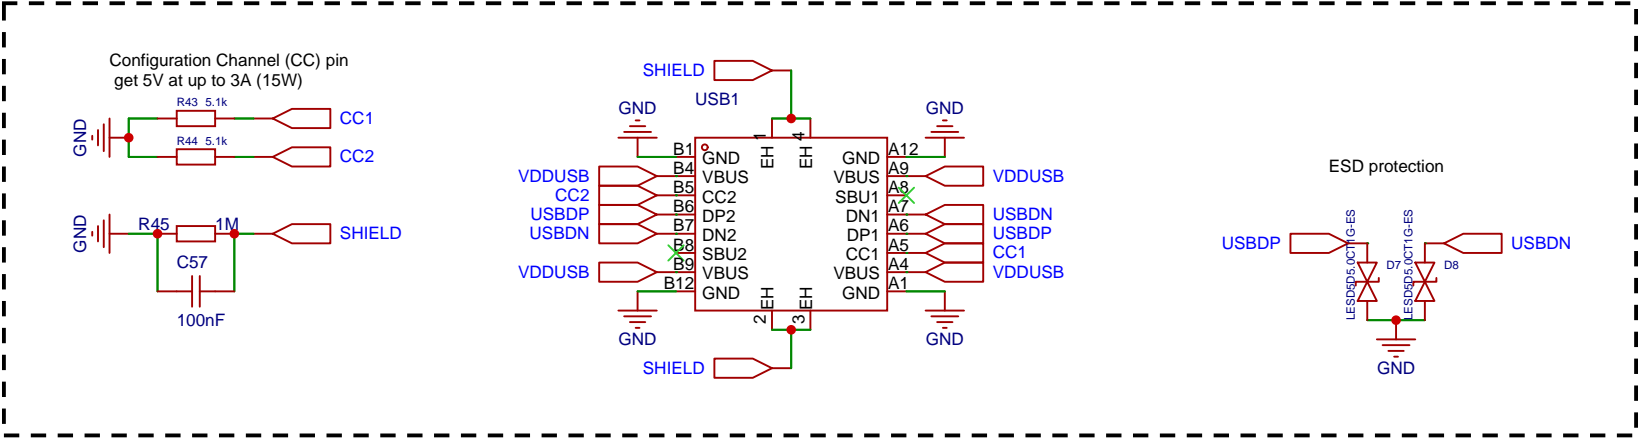 Configuration Channel (CC) pin
get 5V at up to 3A (15W)
R43 5.1k
CC1
GND
R44 5.1k
CC2
GND
R45
1M
SHIELD
C57
100nF
SHIELD
USB1
GND
GND
EH 1
EH 4
B1 GND
GND A12
VDDUSB B4 VBUS
VBUS A9 VDDUSB
CC2 B5 CC2
SBU1 A8
USBDP B6 DP2
DN1 A7 USBDN
USBDN B7 DN2
DP1 A6 USBDP
B8 SBU2
CC1 A5 CC1
VDDUSB B9 VBUS
VBUS A4 VDDUSB
B12 GND
GND A1
2 EH
3 EH
GND
GND
SHIELD
ESD protection
USBDP
LESD5D5.0CT1G-ES
D7
LESD5D5.0CT1G-ES
D8
USBDN
GND